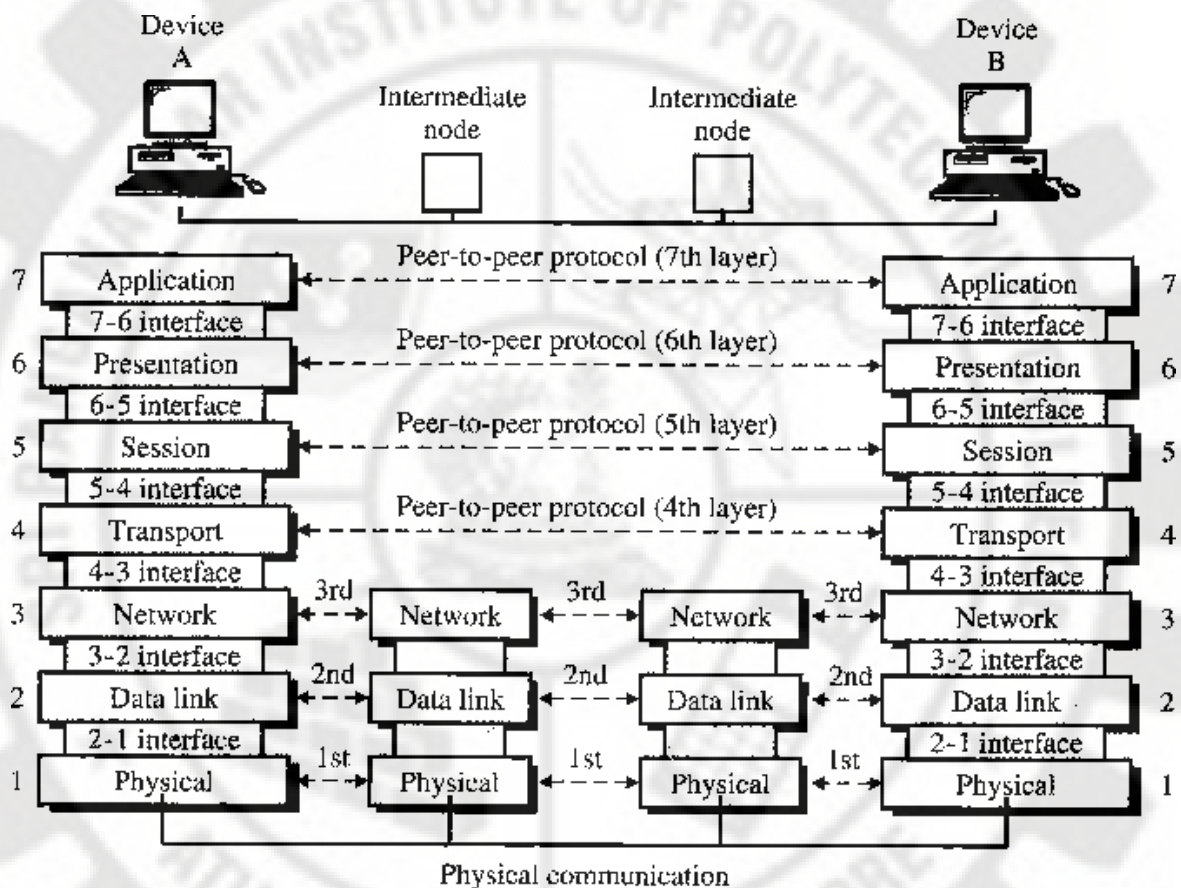 Device
A
Device
B
Intermediate
node
Intermediate
node
Peer-to-peer protocol (7th layer)
7 Application
Application 7
7-6 interface
7-6 interface
Peer-to-peer protocol (6th layer)
6 Presentation
Presentation 6
6-5 interface
6-5 interface
Peer-to-peer protocol (5th layer)
5 Session
Session 5
5-4 interface
5-4 interface
Peer-to-peer protocol (4th layer)
4 Transport
Transport 4
4-3 interface
4-3 interface
3 Network 3rd Network 3rd Network 3rd Network 3
3-2 interface
3-2 interface
2 Data link 2nd Data link 2nd Data link 2nd Data link 2
2-1 interface
2-1 interface
1 Physical 1st Physical 1st Physical 1st Physical 1
Physical communication
INSTITUTE OF POLYTECHNIC